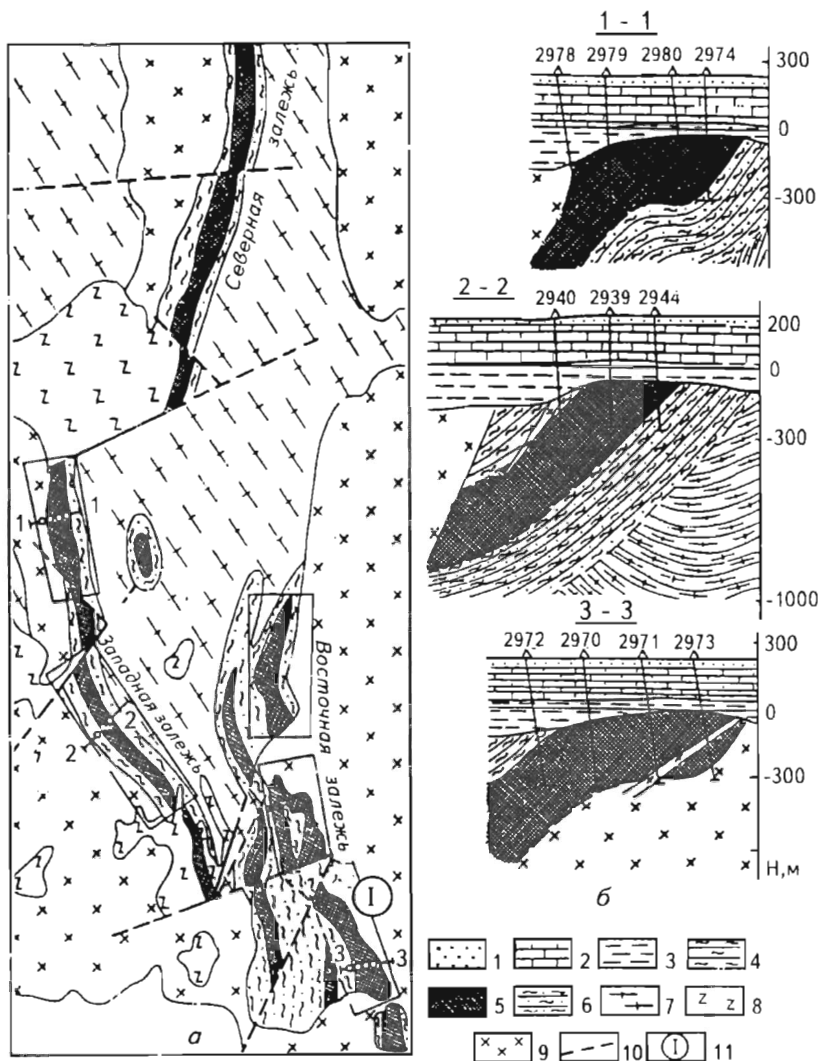 1 - 1
2978 2979 2980 2974
300
0
-300
2 - 2
2940 2939 2944
200
0
-300
-1000
3 - 3
2972 2970 2971 2973
300
0
-300
Н,м
б
Северная залежь
1 1
Западная залежь
2 2
Восточная залежь
I
3 3
а
1 2 3 4
5 6 7 8
9 10 I 11